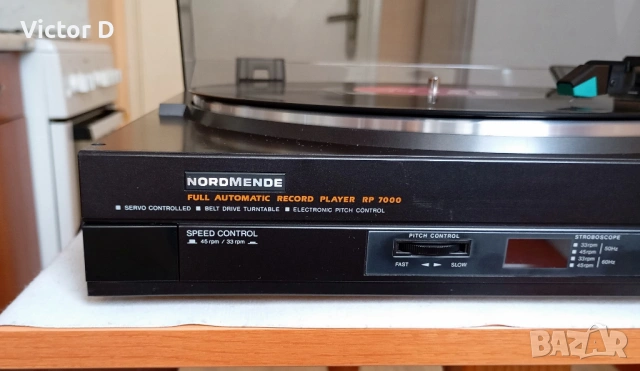 Victor D
NORDMENDE
FULL AUTOMATIC RECORD PLAYER RP 7000
SERVO CONTROLLED BELT DRIVE TURNTABLE ELECTRONIC PITCH CONTROL
SPEED CONTROL
45 rpm / 33 rpm
PITCH CONTROL
FAST SLOW
STROBOSCOPE
33rpm
45rpm 50Hz
33rpm
45rpm 60Hz
BAZAR